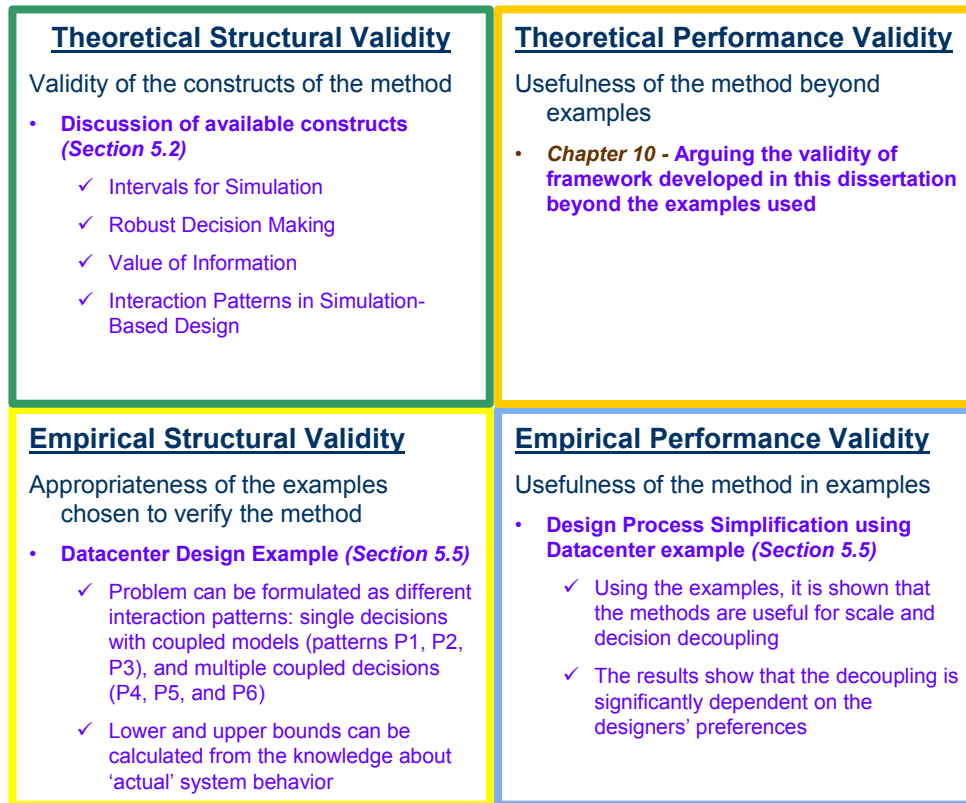 Theoretical Structural Validity
Validity of the constructs of the method
• Discussion of available constructs
(Section 5.2)
✓ Intervals for Simulation
✓ Robust Decision Making
✓ Value of Information
✓ Interaction Patterns in Simulation-
Based Design
Theoretical Performance Validity
Usefulness of the method beyond
examples
• Chapter 10 - Arguing the validity of
framework developed in this dissertation
beyond the examples used
Empirical Structural Validity
Appropriateness of the examples
chosen to verify the method
• Datacenter Design Example (Section 5.5)
✓ Problem can be formulated as different
interaction patterns: single decisions
with coupled models (patterns P1, P2,
P3), and multiple coupled decisions
(P4, P5, and P6)
✓ Lower and upper bounds can be
calculated from the knowledge about
‘actual’ system behavior
Empirical Performance Validity
Usefulness of the method in examples
• Design Process Simplification using
Datacenter example (Section 5.5)
✓ Using the examples, it is shown that
the methods are useful for scale and
decision decoupling
✓ The results show that the decoupling is
significantly dependent on the
designers’ preferences